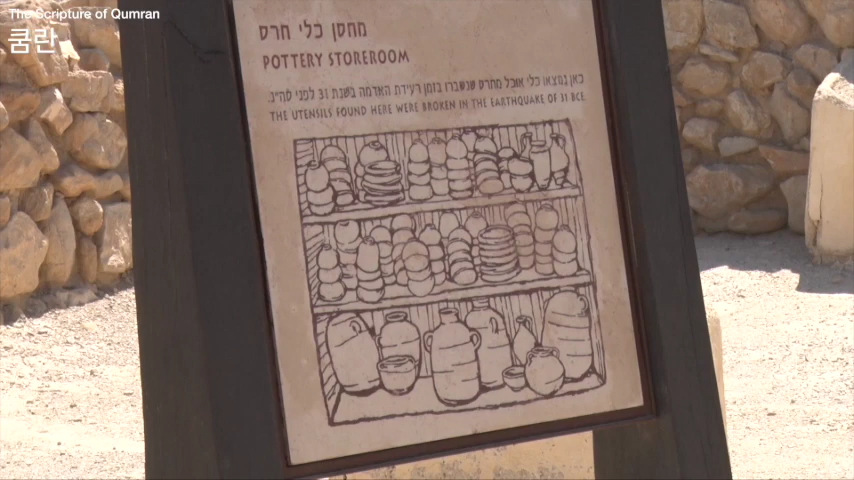 The Scripture of Qumran
쿰란
מחסן כלי חרס
POTTERY STOREROOM
כאן נמצאו כלי אוכל מחרס שנשברו בזמן רעידת האדמה בשנת 31 לפני סה״נ.
THE UTENSILS FOUND HERE WERE BROKEN IN THE EARTHQUAKE OF 31 BCE.